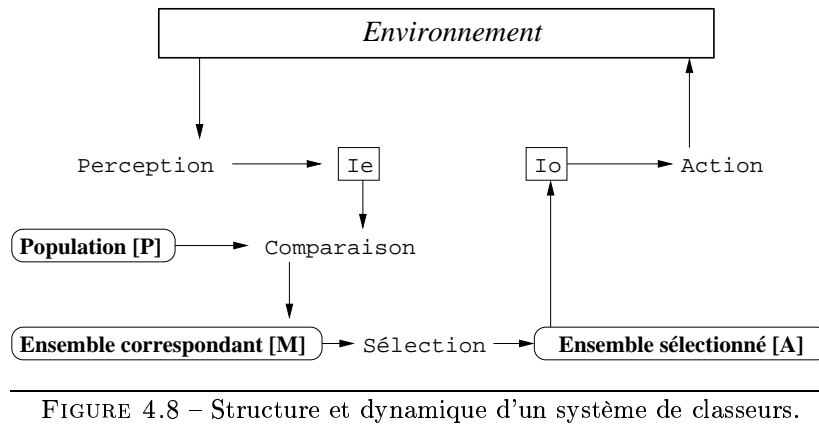 Environnement
Perception
Ie
Io
Action
Population [P]
Comparaison
Ensemble correspondant [M]
Sélection
Ensemble sélectionné [A]
FIGURE 4.8 – Structure et dynamique d'un système de classeurs.